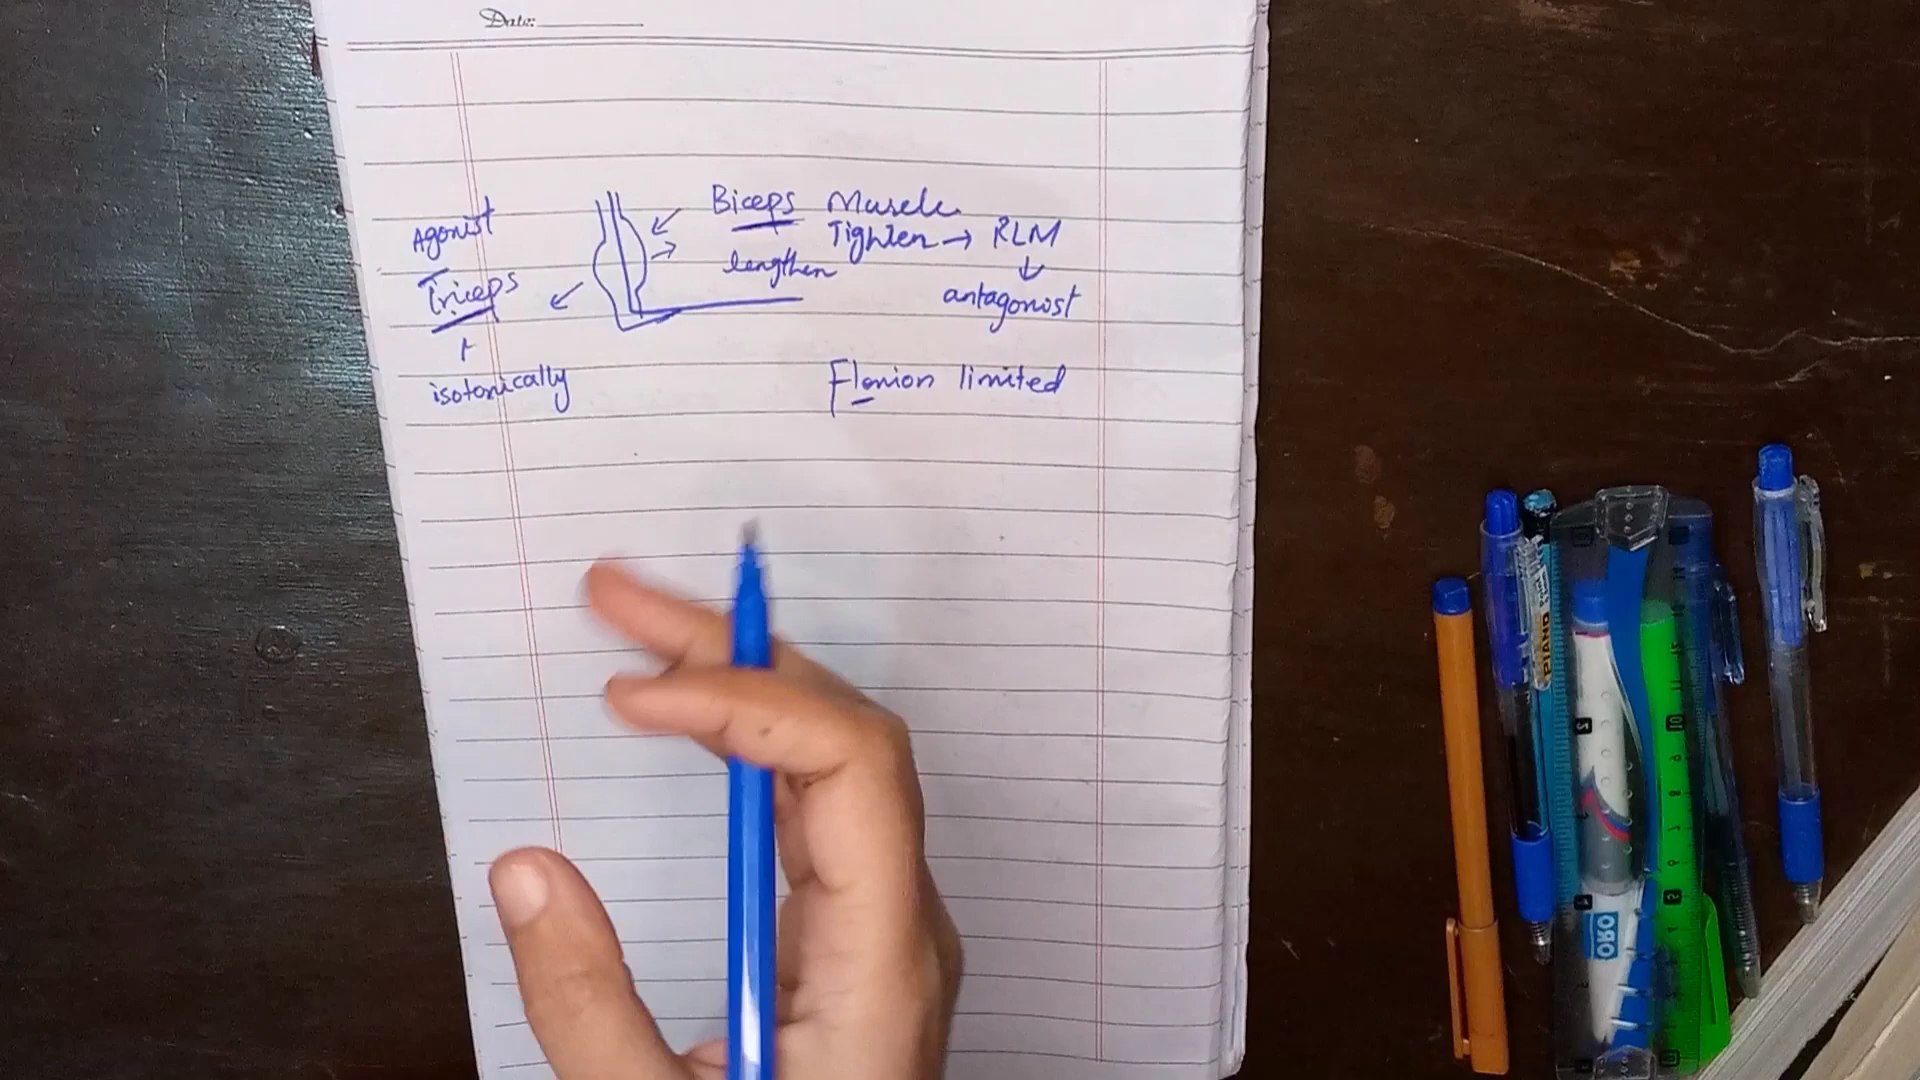 Date:
Biceps Muscle
Agonist
Tighten → RLM
lengthen
Triceps
antagonist
isotonically
Flexion limited
PIANO
ORO